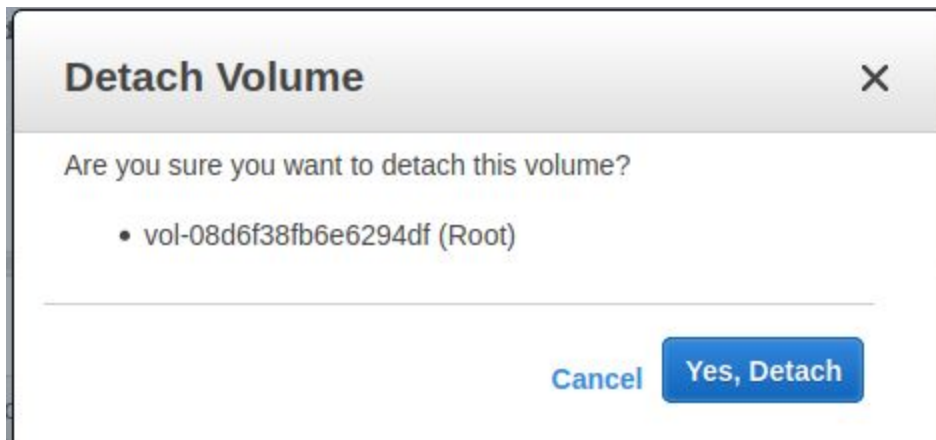 Detach Volume
Are you sure you want to detach this volume?
• vol-08d6f38fb6e6294df (Root)
Cancel
Yes, Detach